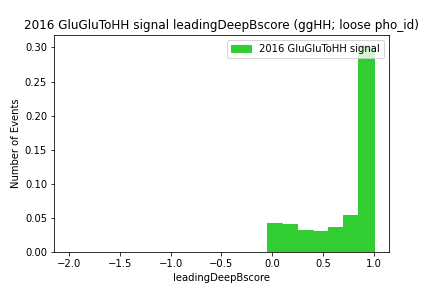 2016 GluGluToHH signal leadingDeepBscore (ggHH; loose pho_id)
2016 GluGluToHH signal
Number of Events
0.30
0.25
0.20
0.15
0.10
0.05
0.00
−2.0 −1.5 −1.0 −0.5 0.0 0.5 1.0
leadingDeepBscore